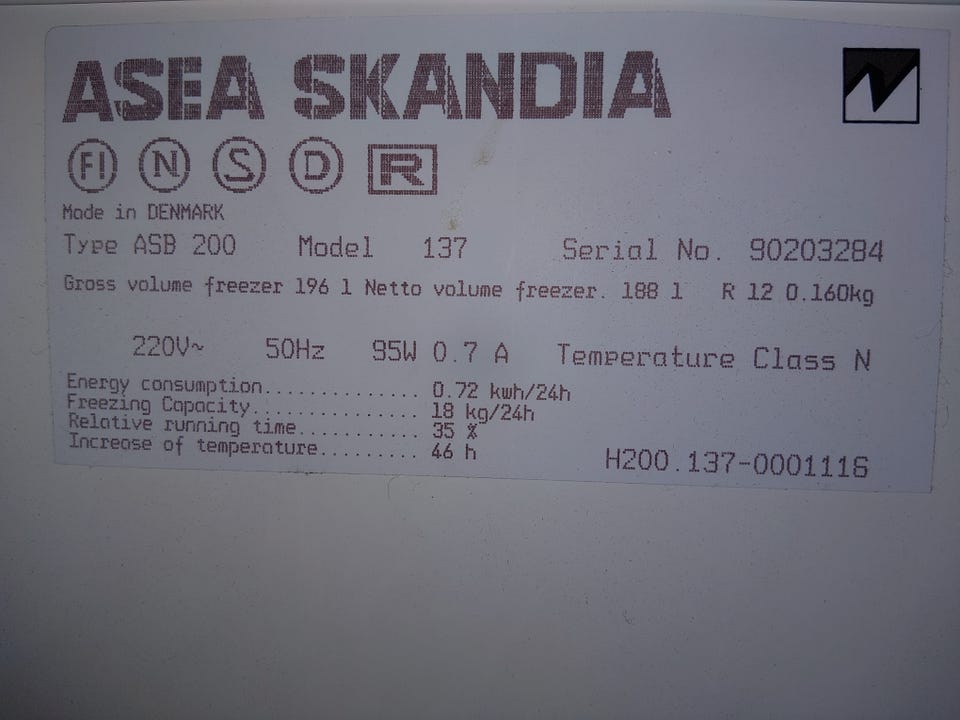 ASEA SKANDIA
FI N S D R
Made in DENMARK
Type ASB 200 Model 137 Serial No. 90203284
Gross volume freezer 196 l Netto volume freezer. 188 l R 12 0.160kg
220V~ 50Hz 95W 0.7 A Temperature Class N
Energy consumption.............. 0.72 kwh/24h
Freezing Capacity............... 18 kg/24h
Relative running time........... 35 %
Increase of temperature......... 46 h
H200.137-0001116